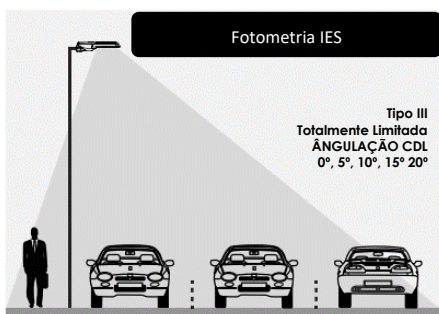 Fotometria IES
Tipo III
Totalmente Limitada
ÂNGULAÇÃO CDL
0º, 5º, 10º, 15º 20º